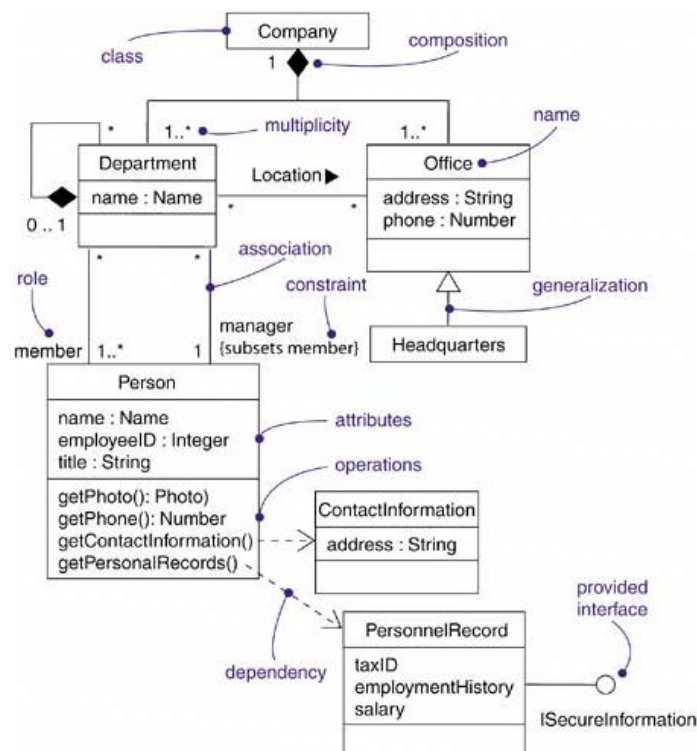 Company
class
1
composition
*
1..*
multiplicity
1..*
name
Department
name : Name
Location ▶
Office
address : String
phone : Number
0 .. 1
*
*
*
*
association
role
constraint
generalization
member
1..*
1
manager
{subsets member}
Headquarters
Person
name : Name
employeeID : Integer
title : String
attributes
operations
getPhoto(): Photo)
getPhone(): Number
getContactInformation()
getPersonalRecords()
ContactInformation
address : String
provided
interface
dependency
PersonnelRecord
taxID
employmentHistory
salary
ISecureInformation